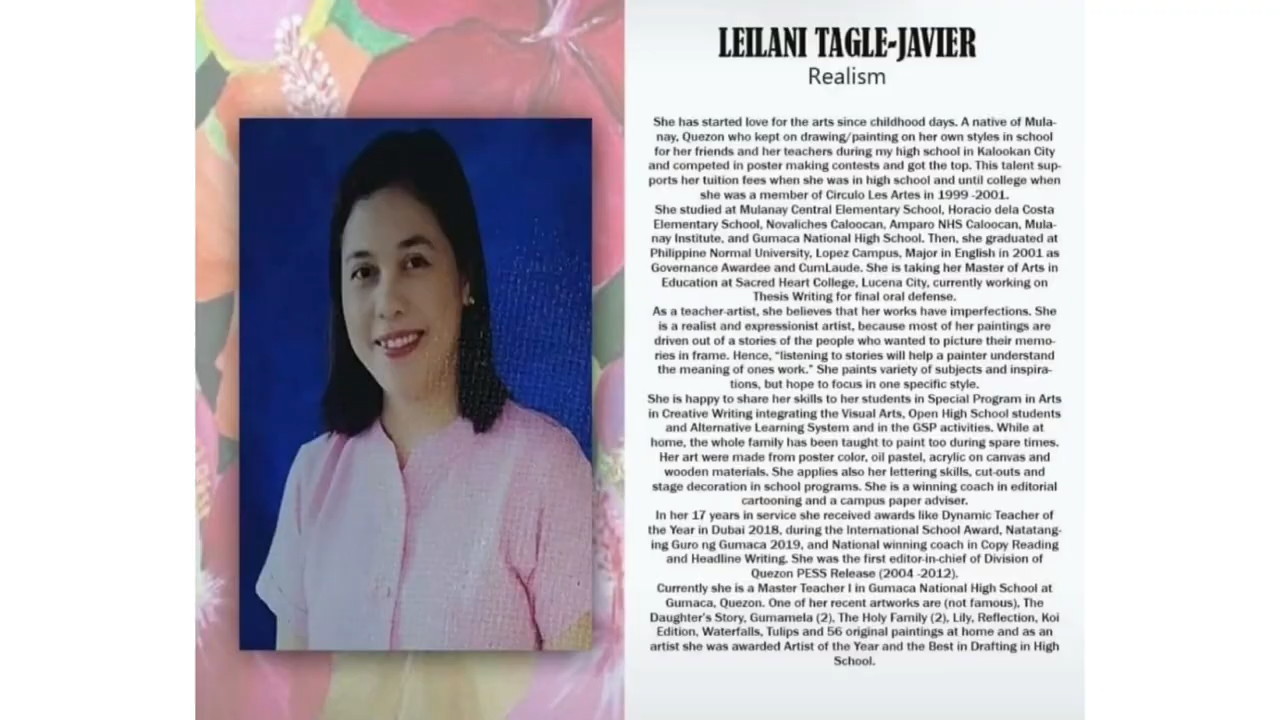 LEILANI TAGLE-JAVIER
Realism
She has started love for the arts since childhood days. A native of Mula-
nay, Quezon who kept on drawing/painting on her own styles in school
for her friends and her teachers during my high school in Kalookan City
and competed in poster making contests and got the top. This talent sup-
ports her tuition fees when she was in high school and until college when
she was a member of Circulo Les Artes in 1999 -2001.
She studied at Mulanay Central Elementary School, Horacio dela Costa
Elementary School, Novaliches Caloocan, Amparo NHS Caloocan, Mula-
nay Institute, and Gumaca National High School. Then, she graduated at
Philippine Normal University, Lopez Campus, Major in English in 2001 as
Governance Awardee and CumLaude. She is taking her Master of Arts in
Education at Sacred Heart College, Lucena City, currently working on
Thesis Writing for final oral defense.
As a teacher-artist, she believes that her works have imperfections. She
is a realist and expressionist artist, because most of her paintings are
driven out of a stories of the people who wanted to picture their memo-
ries in frame. Hence, “listening to stories will help a painter understand
the meaning of ones work.” She paints variety of subjects and inspira-
tions, but hope to focus in one specific style.
She is happy to share her skills to her students in Special Program in Arts
in Creative Writing integrating the Visual Arts, Open High School students
and Alternative Learning System and in the GSP activities. While at
home, the whole family has been taught to paint too during spare times.
Her art were made from poster color, oil pastel, acrylic on canvas and
wooden materials. She applies also her lettering skills, cut-outs and
stage decoration in school programs. She is a winning coach in editorial
cartooning and a campus paper adviser.
In her 17 years in service she received awards like Dynamic Teacher of
the Year in Dubai 2018, during the International School Award, Natatang-
ing Guro ng Gumaca 2019, and National winning coach in Copy Reading
and Headline Writing. She was the first editor-in-chief of Division of
Quezon PESS Release (2004 -2012).
Currently she is a Master Teacher I in Gumaca National High School at
Gumaca, Quezon. One of her recent artworks are (not famous), The
Daughter’s Story, Gumamela (2), The Holy Family (2), Lily, Reflection, Koi
Edition, Waterfalls, Tulips and 56 original paintings at home and as an
artist she was awarded Artist of the Year and the Best in Drafting in High
School.